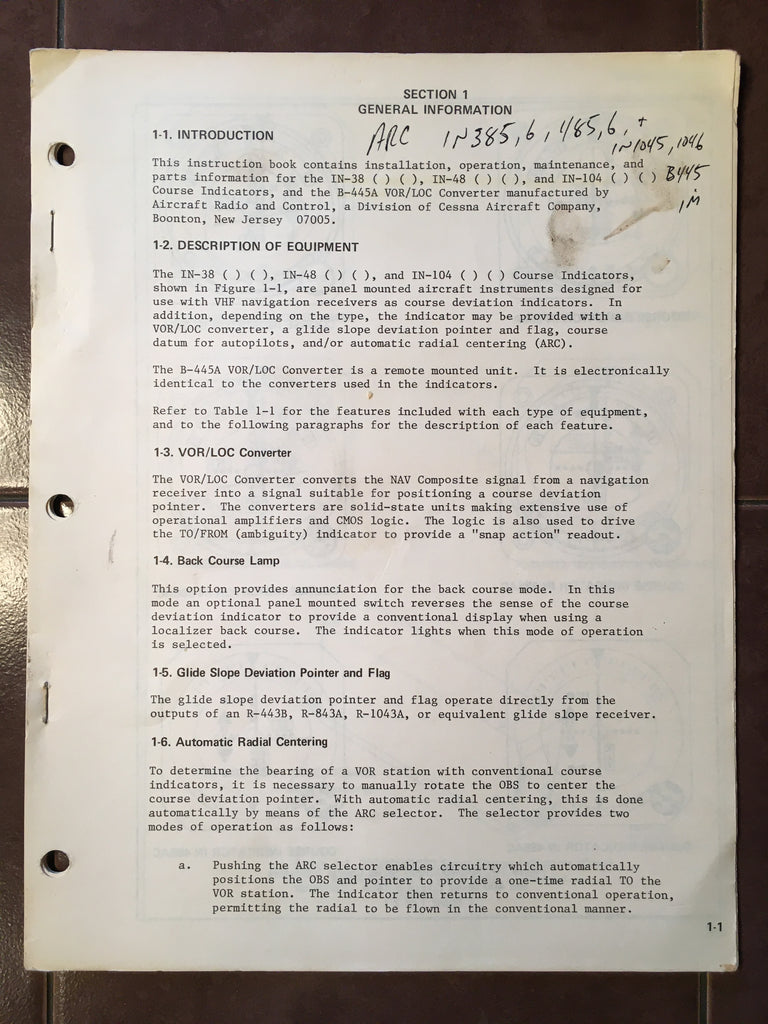 SECTION 1
GENERAL INFORMATION
ARC IN385,6, 485,6, +
IN1045, 1046
B445
IM
1-1. INTRODUCTION
This instruction book contains installation, operation, maintenance, and
parts information for the IN-38 ( ) ( ), IN-48 ( ) ( ), and IN-104 ( ) ( )
Course Indicators, and the B-445A VOR/LOC Converter manufactured by
Aircraft Radio and Control, a Division of Cessna Aircraft Company,
Boonton, New Jersey 07005.
1-2. DESCRIPTION OF EQUIPMENT
The IN-38 ( ) ( ), IN-48 ( ) ( ), and IN-104 ( ) ( ) Course Indicators,
shown in Figure 1-1, are panel mounted aircraft instruments designed for
use with VHF navigation receivers as course deviation indicators. In
addition, depending on the type, the indicator may be provided with a
VOR/LOC converter, a glide slope deviation pointer and flag, course
datum for autopilots, and/or automatic radial centering (ARC).
The B-445A VOR/LOC Converter is a remote mounted unit. It is electronically
identical to the converters used in the indicators.
Refer to Table 1-1 for the features included with each type of equipment,
and to the following paragraphs for the description of each feature.
1-3. VOR/LOC Converter
The VOR/LOC Converter converts the NAV Composite signal from a navigation
receiver into a signal suitable for positioning a course deviation
pointer. The converters are solid-state units making extensive use of
operational amplifiers and CMOS logic. The logic is also used to drive
the TO/FROM (ambiguity) indicator to provide a "snap action" readout.
1-4. Back Course Lamp
This option provides annunciation for the back course mode. In this
mode an optional panel mounted switch reverses the sense of the course
deviation indicator to provide a conventional display when using a
localizer back course. The indicator lights when this mode of operation
is selected.
1-5. Glide Slope Deviation Pointer and Flag
The glide slope deviation pointer and flag operate directly from the
outputs of an R-443B, R-843A, R-1043A, or equivalent glide slope receiver.
1-6. Automatic Radial Centering
To determine the bearing of a VOR station with conventional course
indicators, it is necessary to manually rotate the OBS to center the
course deviation pointer. With automatic radial centering, this is done
automatically by means of the ARC selector. The selector provides two
modes of operation as follows:
a. Pushing the ARC selector enables circuitry which automatically
positions the OBS and pointer to provide a one-time radial TO the
VOR station. The indicator then returns to conventional operation,
permitting the radial to be flown in the conventional manner.
1-1